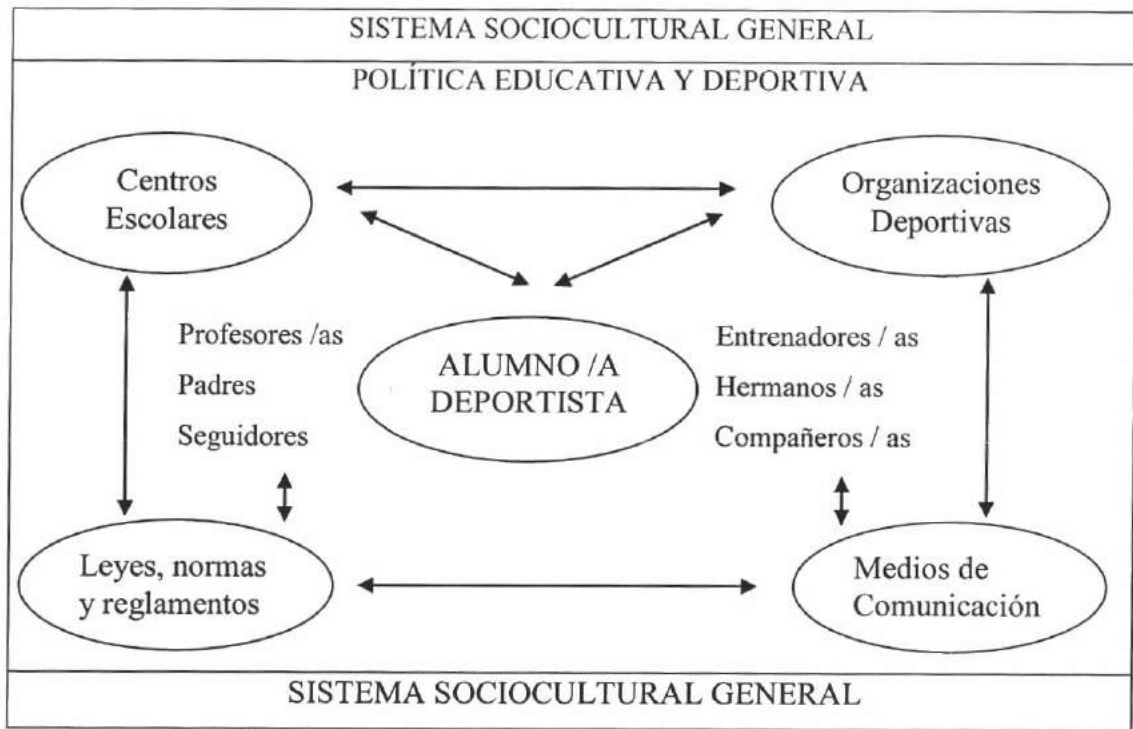 SISTEMA SOCIOCULTURAL GENERAL
POLÍTICA EDUCATIVA Y DEPORTIVA
Centros
Escolares
Organizaciones
Deportivas
Profesores /as
Padres
Seguidores
ALUMNO /A
DEPORTISTA
Entrenadores / as
Hermanos / as
Compañeros / as
Leyes, normas
y reglamentos
Medios de
Comunicación
SISTEMA SOCIOCULTURAL GENERAL